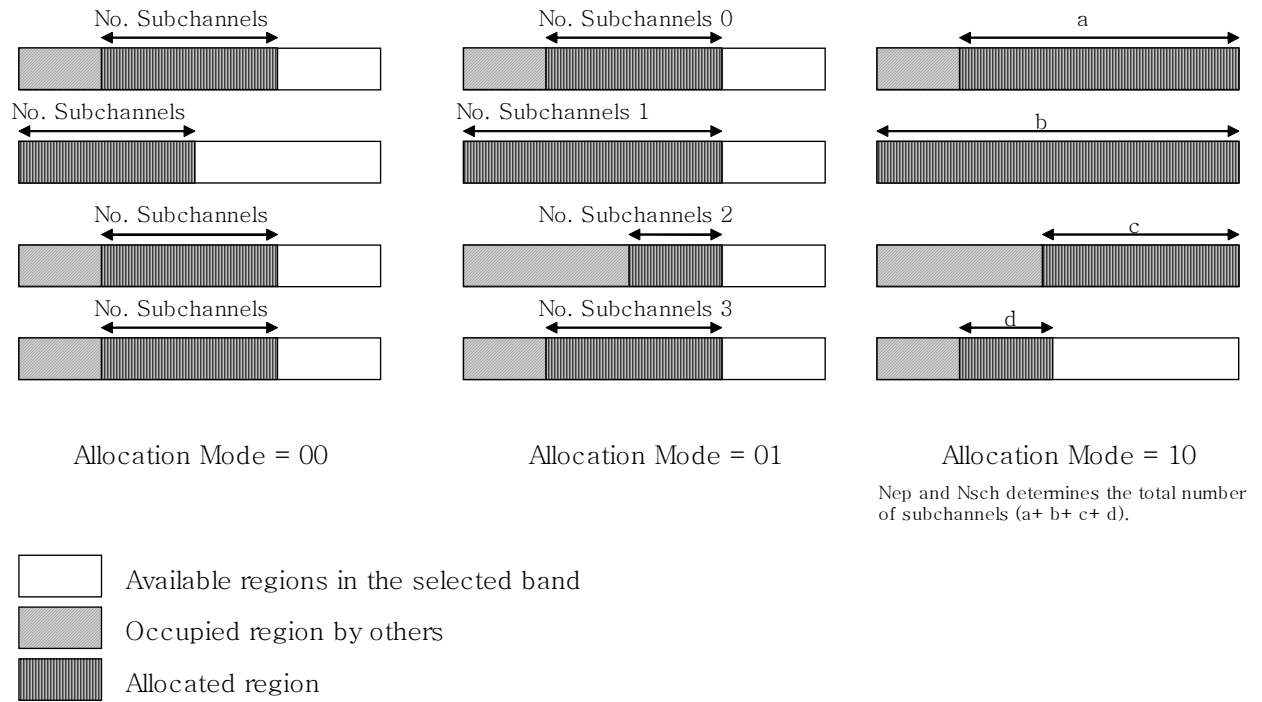 No. Subchannels
No. Subchannels 0
a
No. Subchannels
No. Subchannels 1
b
No. Subchannels
No. Subchannels 2
c
No. Subchannels
No. Subchannels 3
d
Allocation Mode = 00
Allocation Mode = 01
Allocation Mode = 10
Nep and Nsch determines the total number
of subchannels (a+ b+ c+ d).
Available regions in the selected band
Occupied region by others
Allocated region